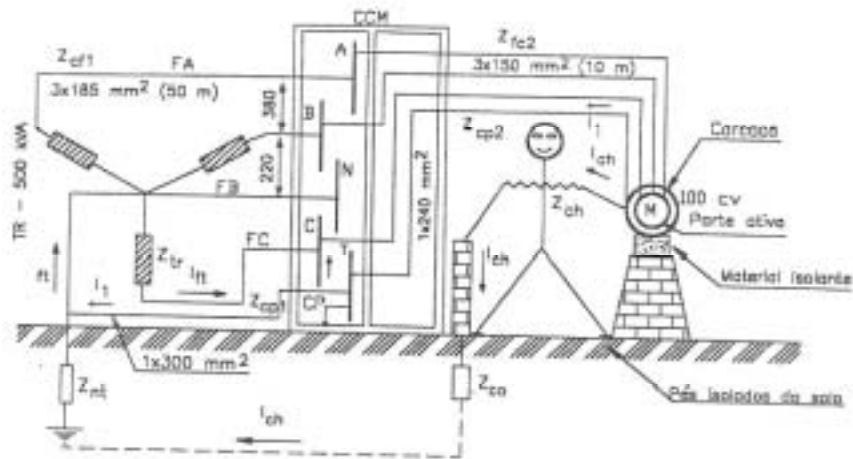 CCM
Zcf1
FA
A
Zfc2
3x185 mm² (50 m)
3x150 mm² (10 m)
380
B
I1
Zcp2
Ich
Carcaça
TR - 500 kVA
220
N
1x240 mm²
100 cv
M
Parte ativa
FB
Zch
C
T
Ztr
FC
Ift
Ich
Material isolante
ft
I1
Zcp1
CP
1x300 mm²
Znt
Zca
Pés isolados do solo
Ich